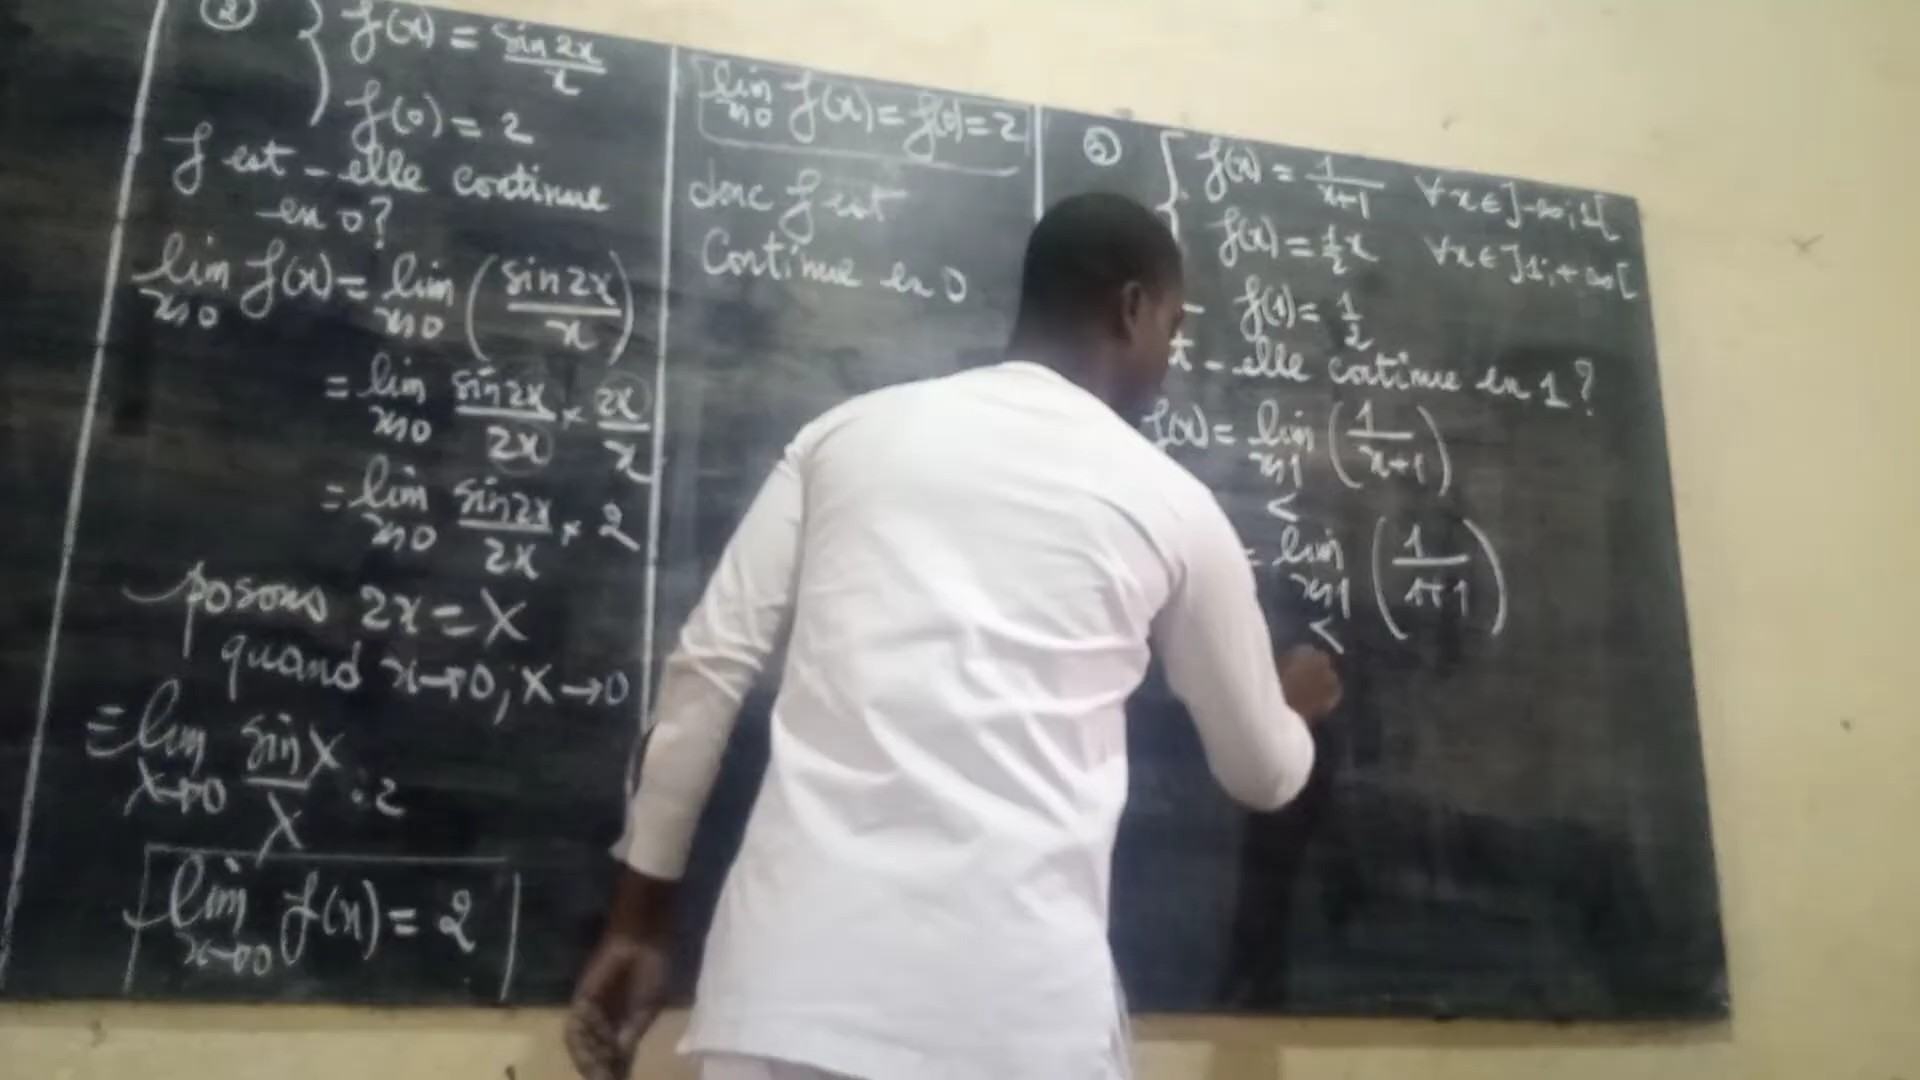 ② { f(x) = sin 2x / x
f(0) = 2
f est-elle continue
en 0?
lim x→0 f(x) = lim x→0 (sin 2x / x)
= lim x→0 sin 2x / 2x × 2x / x
= lim x→0 sin 2x / 2x × 2
posons 2x = X
quand x→0, X→0
= lim X→0 sin X / X · 2
lim x→0 f(x) = 2
lim x→0 f(x) = f(0) = 2
donc f est
Continue en 0
{ f(x) = 1 / x+1 ∀x ∈ ]-∞; 1[
f(x) = 1/2 x ∀x ∈ ]1; +∞[
f(1) = 1/2
t-elle continue en 1?
f(x) = lim x→1 < (1 / x+1)
= lim x→1 < (1 / 1+1)